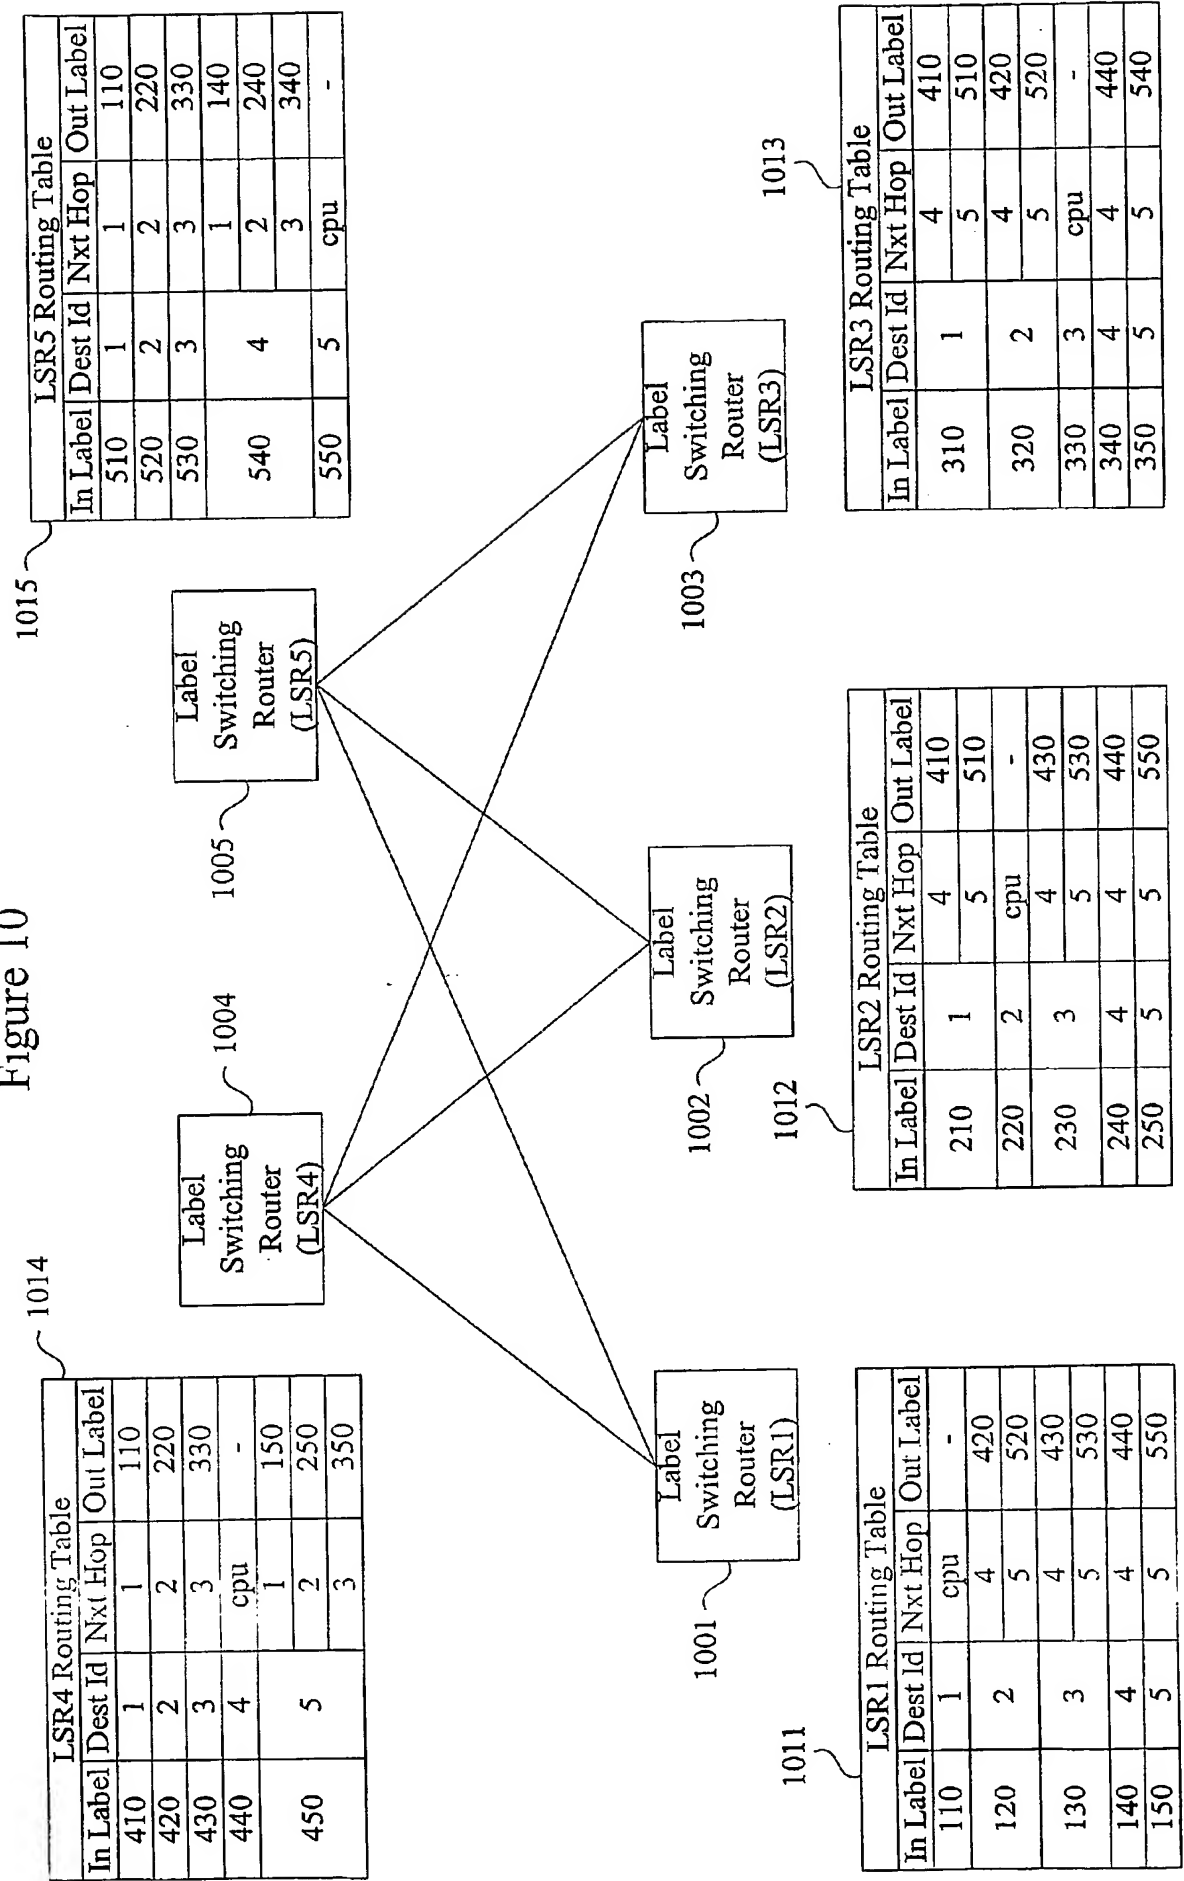 Figure 10
1014
LSR4 Routing Table
In Label Dest Id Nxt Hop Out Label
410 1 1 110
420 2 2 220
430 3 3 330
440 4 cpu -
450 5 1 150
2 250
3 350
1015
LSR5 Routing Table
In Label Dest Id Nxt Hop Out Label
510 1 1 110
520 2 2 220
530 3 3 330
540 4 1 140
2 240
3 340
550 5 cpu -
1004
Label
Switching
Router
(LSR4)
1005
Label
Switching
Router
(LSR5)
1001
Label
Switching
Router
(LSR1)
1002
Label
Switching
Router
(LSR2)
1003
Label
Switching
Router
(LSR3)
1011
LSR1 Routing Table
In Label Dest Id Nxt Hop Out Label
110 1 cpu -
120 2 4 420
5 520
130 3 4 430
5 530
140 4 4 440
150 5 5 550
1012
LSR2 Routing Table
In Label Dest Id Nxt Hop Out Label
210 1 4 410
5 510
220 2 cpu -
230 3 4 430
5 530
240 4 4 440
250 5 5 550
1013
LSR3 Routing Table
In Label Dest Id Nxt Hop Out Label
310 1 4 410
5 510
320 2 4 420
5 520
330 3 cpu -
340 4 4 440
350 5 5 540